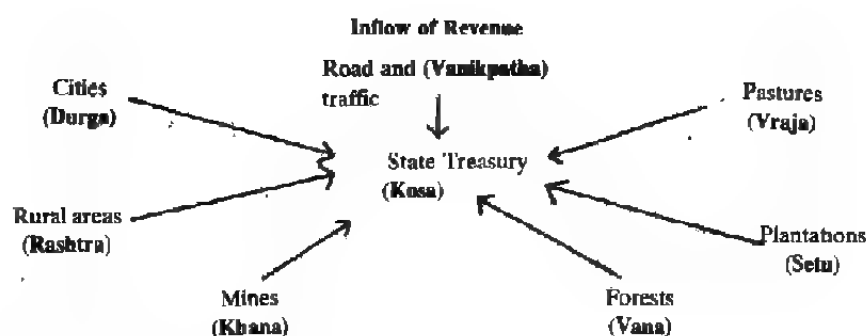 Inflow of Revenue
Road and (Vanikpatha)
traffic
Cities
(Durga)
Pastures
(Vraja)
State Treasury
(Kosa)
Rural areas
(Rashtra)
Plantations
(Setu)
Mines
(Khana)
Forests
(Vana)